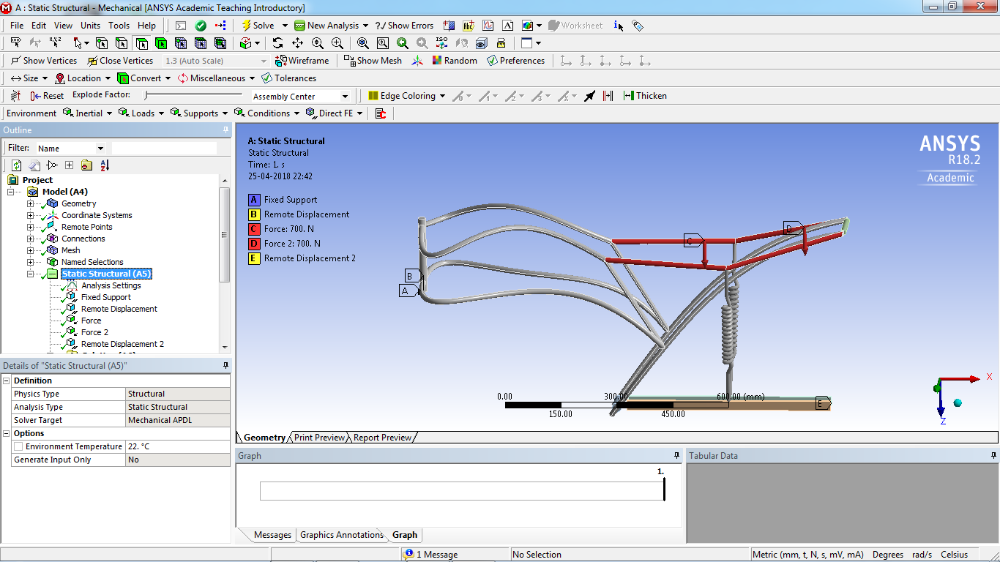 A : Static Structural - Mechanical [ANSYS Academic Teaching Introductory]
File Edit View Units Tools Help Solve New Analysis ?/ Show Errors Worksheet
Show Vertices Close Vertices 1.3 (Auto Scale) Wireframe Show Mesh Random Preferences
Size Location Convert Miscellaneous Tolerances
Reset Explode Factor: Assembly Center Edge Coloring Thicken
Environment Inertial Loads Supports Conditions Direct FE
Outline
Filter: Name
Project
Model (A4)
Geometry
Coordinate Systems
Remote Points
Connections
Mesh
Named Selections
Static Structural (A5)
Analysis Settings
Fixed Support
Remote Displacement
Force
Force 2
Remote Displacement 2
Details of "Static Structural (A5)"
Definition
Physics Type Structural
Analysis Type Static Structural
Solver Target Mechanical APDL
Options
Environment Temperature 22. °C
Generate Input Only No
A: Static Structural
Static Structural
Time: 1. s
25-04-2018 22:42
A Fixed Support
B Remote Displacement
C Force: 700. N
D Force 2: 700. N
E Remote Displacement 2
ANSYS
R18.2
Academic
D
C
B
A
E
0.00 300.00 600.00 (mm)
150.00 450.00
X
Z
Geometry Print Preview Report Preview
Graph
1.
Messages Graphics Annotations Graph
Tabular Data
1 Message No Selection Metric (mm, t, N, s, mV, mA) Degrees rad/s Celsius